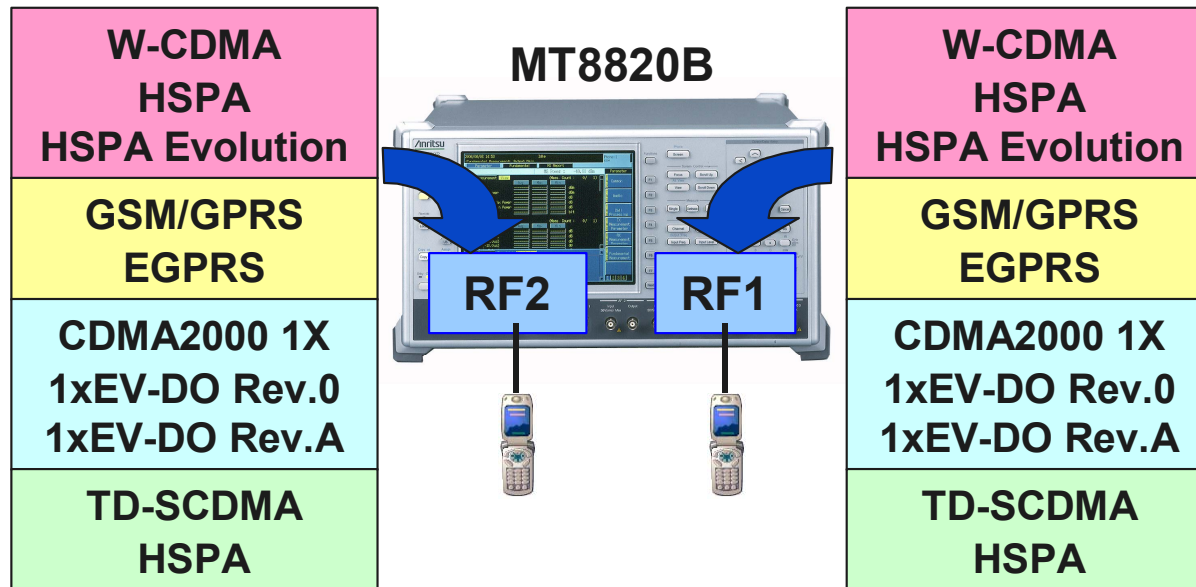 W-CDMA
HSPA
HSPA Evolution
GSM/GPRS
EGPRS
CDMA2000 1X
1xEV-DO Rev.0
1xEV-DO Rev.A
TD-SCDMA
HSPA
MT8820B
Anritsu
RF2
RF1
W-CDMA
HSPA
HSPA Evolution
GSM/GPRS
EGPRS
CDMA2000 1X
1xEV-DO Rev.0
1xEV-DO Rev.A
TD-SCDMA
HSPA